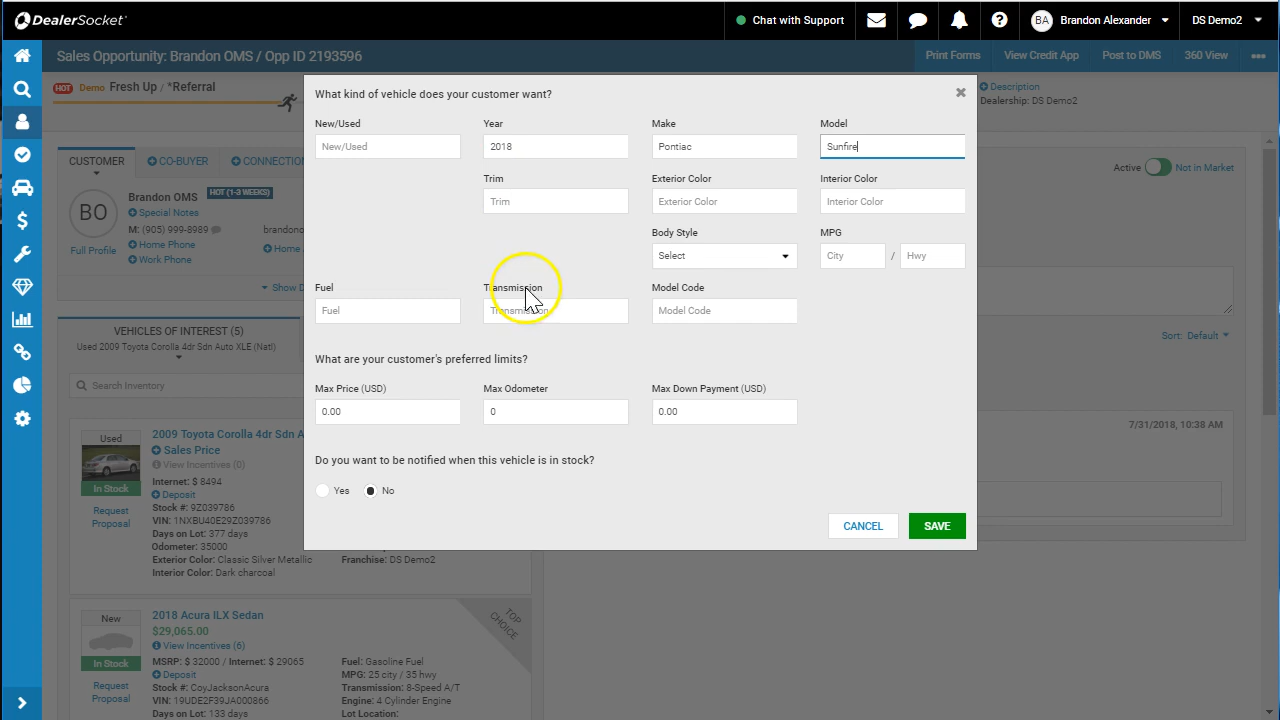 DealerSocket
Chat with Support
BA
Brandon Alexander
DS Demo2
Sales Opportunity: Brandon OMS / Opp ID 2193596
Print Forms
View Credit App
Post to DMS
360 View
HOT Demo Fresh Up / *Referral
Description
Dealership: DS Demo2
What kind of vehicle does your customer want?
New/Used
Year
Make
Model
New/Used
2018
Pontiac
Sunfire
Trim
Exterior Color
Interior Color
Trim
Exterior Color
Interior Color
Body Style
MPG
Select
City / Hwy
Fuel
Transmission
Model Code
Fuel
Transmission
Model Code
What are your customer's preferred limits?
Max Price (USD)
Max Odometer
Max Down Payment (USD)
0.00
0
0.00
Do you want to be notified when this vehicle is in stock?
Yes
No
CANCEL
SAVE
CUSTOMER
CO-BUYER
CONNECTION
Active
Not in Market
BO
Brandon OMS
HOT (1-3 WEEKS)
Special Notes
M: (905) 999-8989
brandono
Home Phone
Home
Work Phone
Full Profile
Show D
VEHICLES OF INTEREST (5)
Used 2009 Toyota Corolla 4dr Sdn Auto XLE (Natl)
Sort: Default
Search Inventory
7/31/2018, 10:38 AM
Used
In Stock
Request
Proposal
2009 Toyota Corolla 4dr Sdn A
Sales Price
View Incentives (0)
Internet: $ 8494
Deposit
Stock #: 9Z039786
VIN: 1NXBU40E29Z039786
Days on Lot: 377 days
Odometer: 35000
Exterior Color: Classic Silver Metallic
Interior Color: Dark charcoal
Franchise: DS Demo2
New
In Stock
Request
Proposal
2018 Acura ILX Sedan
$29,065.00
View Incentives (6)
MSRP: $ 32000 / Internet: $ 29065
Deposit
Stock #: CoyJacksonAcura
VIN: 19UDE2F39JA000866
Days on Lot: 133 days
Fuel: Gasoline Fuel
MPG: 25 city / 35 hwy
Transmission: 8-Speed A/T
Engine: 4 Cylinder Engine
Lot Location:
TOP
CHOICE